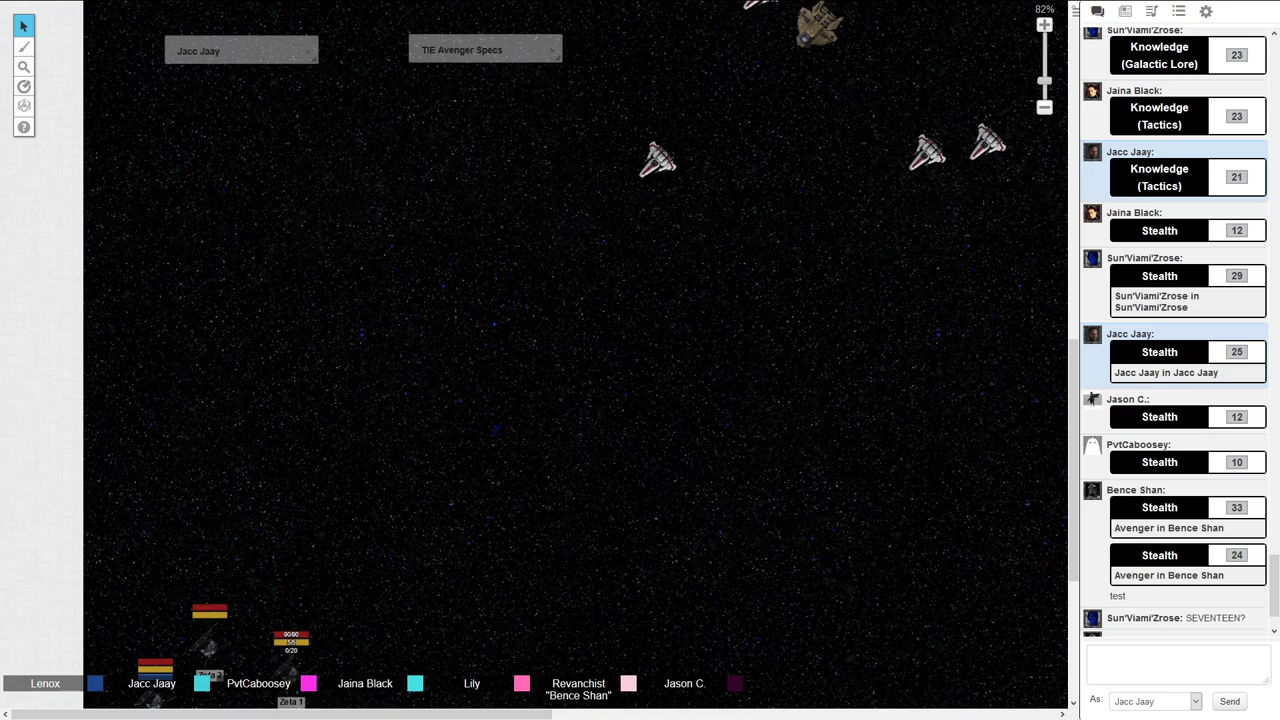 82%
Jacc Jaay
TIE Avenger Specs
Sun'Viami'Zrose:
Knowledge
(Galactic Lore)
23
Jaina Black:
Knowledge
(Tactics)
23
Jacc Jaay:
Knowledge
(Tactics)
21
Jaina Black:
Stealth
12
Sun'Viami'Zrose:
Stealth
29
Sun'Viami'Zrose in
Sun'Viami'Zrose
Jacc Jaay:
Stealth
25
Jacc Jaay in Jacc Jaay
Jason C.:
Stealth
12
PvtCaboosey:
Stealth
10
Bence Shan:
Stealth
33
Avenger in Bence Shan
Stealth
24
Avenger in Bence Shan
test
Sun'Viami'Zrose: SEVENTEEN?
90/90
0/20
Zeta 1
Lenox
Jacc Jaay
PvtCaboosey
Jaina Black
Lily
Revanchist
"Bence Shan"
Jason C.
As:
Jacc Jaay
Send